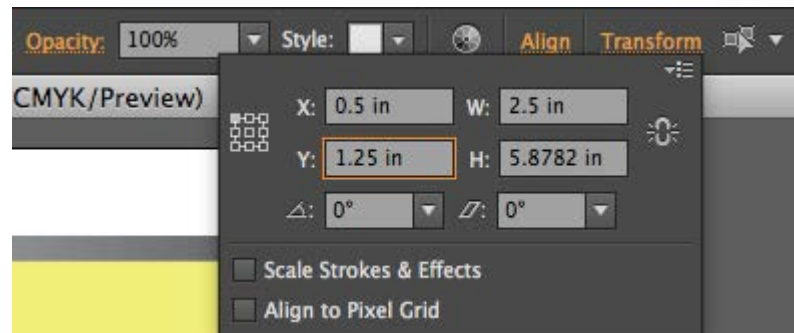 Opacity: 100% Style: Align Transform
CMYK/Preview)
X: 0.5 in W: 2.5 in
Y: 1.25 in H: 5.8782 in
0° 0°
Scale Strokes & Effects
Align to Pixel Grid